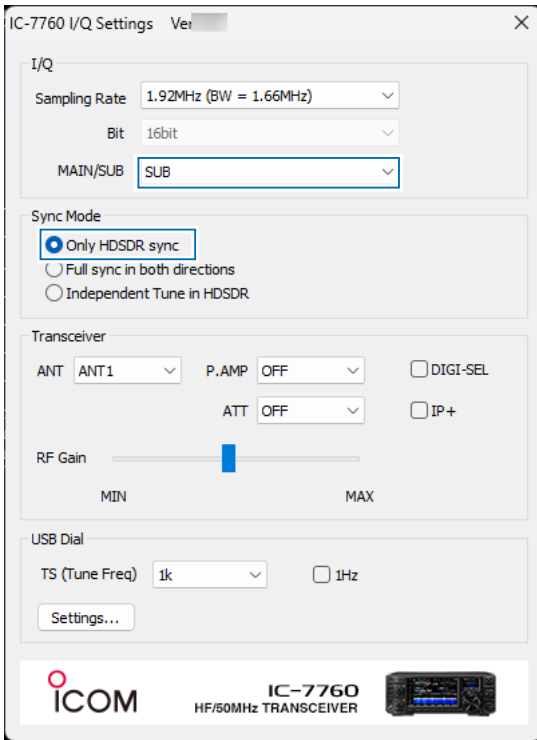 IC-7760 I/Q Settings Ver
I/Q
Sampling Rate 1.92MHz (BW = 1.66MHz)
Bit 16bit
MAIN/SUB SUB
Sync Mode
Only HDSDR sync
Full sync in both directions
Independent Tune in HDSDR
Transceiver
ANT ANT1 P.AMP OFF DIGI-SEL
ATT OFF IP+
RF Gain
MIN MAX
USB Dial
TS (Tune Freq) 1k 1Hz
Settings...
ICOM IC-7760
HF/50MHz TRANSCEIVER